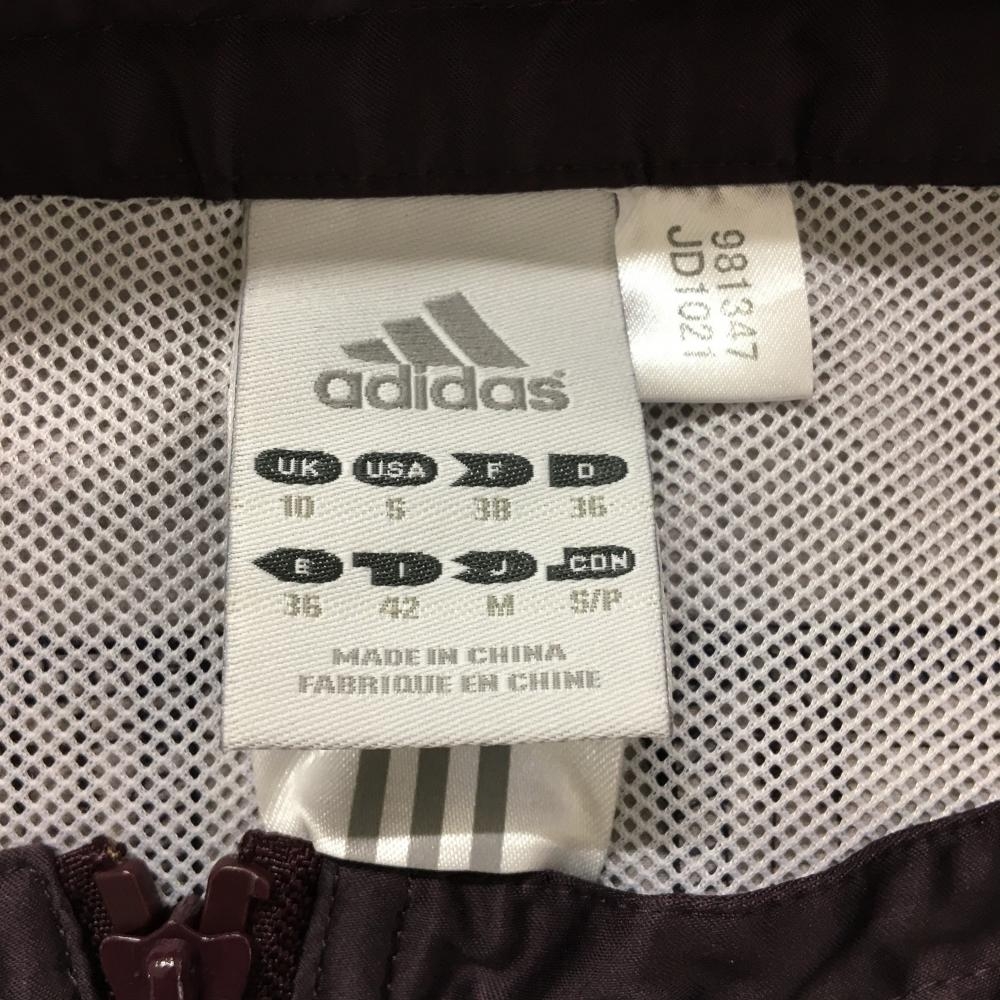 adidas
UK USA F D
10 S 38 36
E I J CDN
36 42 M S/P
MADE IN CHINA
FABRIQUE EN CHINE
981347
JD1021